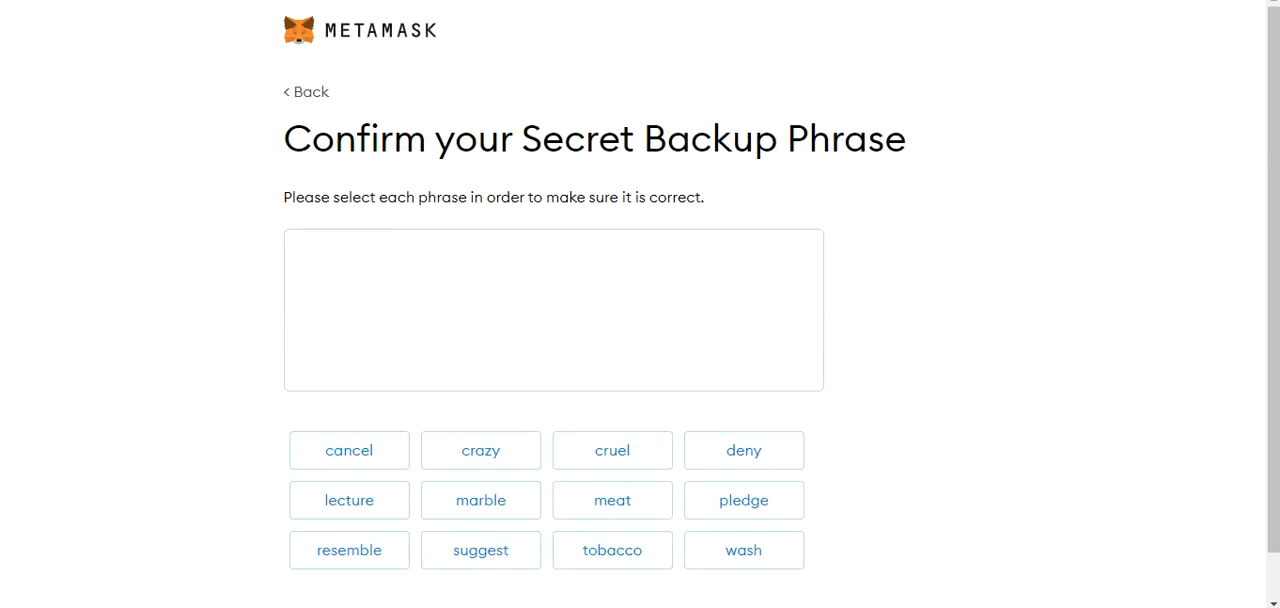 METAMASK
< Back
Confirm your Secret Backup Phrase
Please select each phrase in order to make sure it is correct.
cancel crazy cruel deny
lecture marble meat pledge
resemble suggest tobacco wash